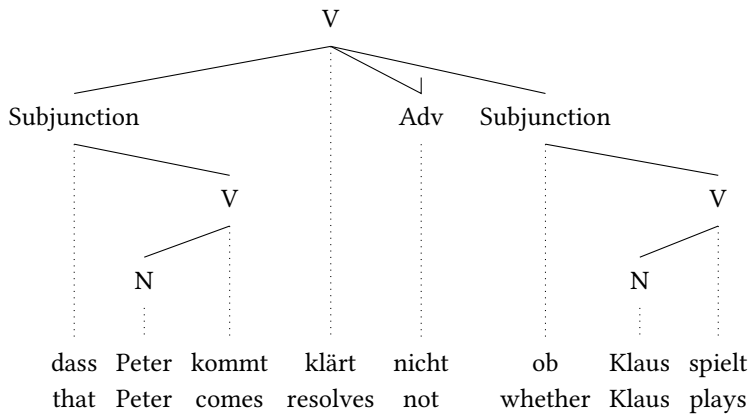 V
Subjunction Adv Subjunction
V V
N N
dass Peter kommt klärt nicht ob Klaus spielt
that Peter comes resolves not whether Klaus plays